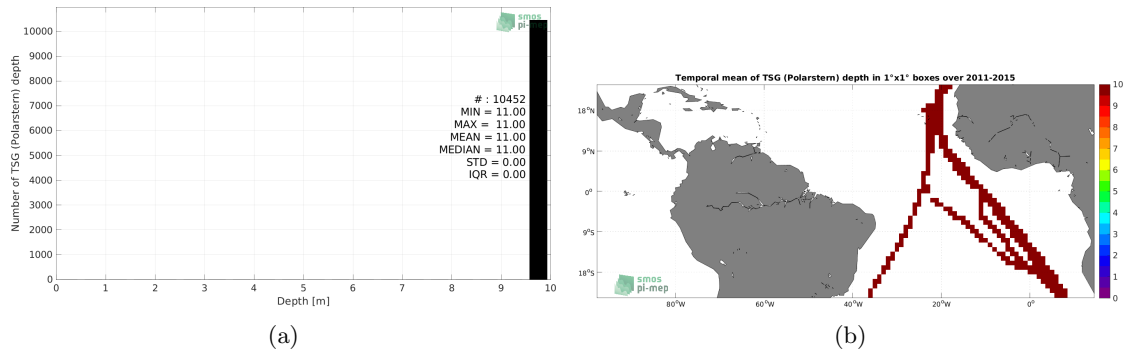 Number of TSG (Polarstern) depth
10000
9000
8000
7000
6000
5000
4000
3000
2000
1000
0
smos
pi-mep
# : 10452
MIN = 11.00
MAX = 11.00
MEAN = 11.00
MEDIAN = 11.00
STD = 0.00
IQR = 0.00
0 1 2 3 4 5 6 7 8 9 10
Depth [m]
(a)
Temporal mean of TSG (Polarstern) depth in 1°x1° boxes over 2011-2015
18°N
9°N
0°
9°S
18°S
80°W 60°W 40°W 20°W 0°
smos
pi-mep
10
9
8
7
6
5
4
3
2
1
0
(b)